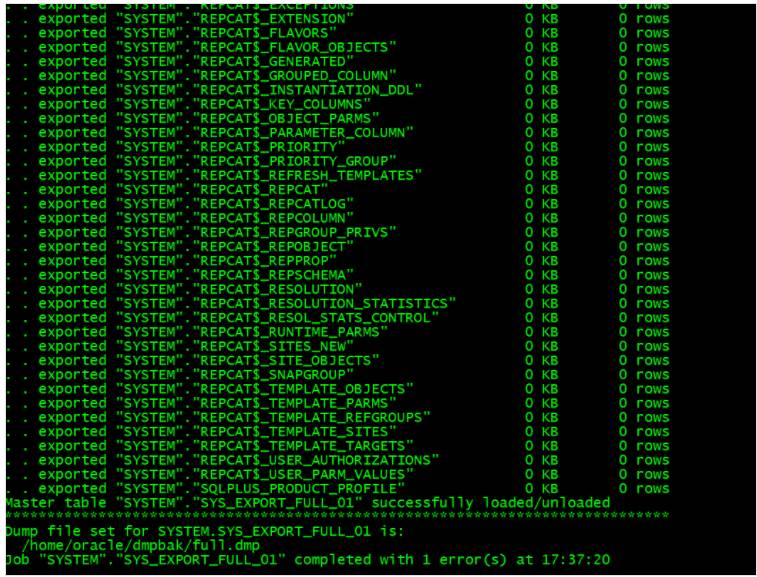 . . exported "SYSTEM"."REPCAT$_EXCEPTIONS" 0 KB 0 rows
. . exported "SYSTEM"."REPCAT$_EXTENSION" 0 KB 0 rows
. . exported "SYSTEM"."REPCAT$_FLAVORS" 0 KB 0 rows
. . exported "SYSTEM"."REPCAT$_FLAVOR_OBJECTS" 0 KB 0 rows
. . exported "SYSTEM"."REPCAT$_GENERATED" 0 KB 0 rows
. . exported "SYSTEM"."REPCAT$_GROUPED_COLUMN" 0 KB 0 rows
. . exported "SYSTEM"."REPCAT$_INSTANTIATION_DDL" 0 KB 0 rows
. . exported "SYSTEM"."REPCAT$_KEY_COLUMNS" 0 KB 0 rows
. . exported "SYSTEM"."REPCAT$_OBJECT_PARMS" 0 KB 0 rows
. . exported "SYSTEM"."REPCAT$_PARAMETER_COLUMN" 0 KB 0 rows
. . exported "SYSTEM"."REPCAT$_PRIORITY" 0 KB 0 rows
. . exported "SYSTEM"."REPCAT$_PRIORITY_GROUP" 0 KB 0 rows
. . exported "SYSTEM"."REPCAT$_REFRESH_TEMPLATES" 0 KB 0 rows
. . exported "SYSTEM"."REPCAT$_REPCAT" 0 KB 0 rows
. . exported "SYSTEM"."REPCAT$_REPCATLOG" 0 KB 0 rows
. . exported "SYSTEM"."REPCAT$_REPCOLUMN" 0 KB 0 rows
. . exported "SYSTEM"."REPCAT$_REPGROUP_PRIVS" 0 KB 0 rows
. . exported "SYSTEM"."REPCAT$_REPOBJECT" 0 KB 0 rows
. . exported "SYSTEM"."REPCAT$_REPPROP" 0 KB 0 rows
. . exported "SYSTEM"."REPCAT$_REPSCHEMA" 0 KB 0 rows
. . exported "SYSTEM"."REPCAT$_RESOLUTION" 0 KB 0 rows
. . exported "SYSTEM"."REPCAT$_RESOLUTION_STATISTICS" 0 KB 0 rows
. . exported "SYSTEM"."REPCAT$_RESOL_STATS_CONTROL" 0 KB 0 rows
. . exported "SYSTEM"."REPCAT$_RUNTIME_PARMS" 0 KB 0 rows
. . exported "SYSTEM"."REPCAT$_SITES_NEW" 0 KB 0 rows
. . exported "SYSTEM"."REPCAT$_SITE_OBJECTS" 0 KB 0 rows
. . exported "SYSTEM"."REPCAT$_SNAPGROUP" 0 KB 0 rows
. . exported "SYSTEM"."REPCAT$_TEMPLATE_OBJECTS" 0 KB 0 rows
. . exported "SYSTEM"."REPCAT$_TEMPLATE_PARMS" 0 KB 0 rows
. . exported "SYSTEM"."REPCAT$_TEMPLATE_REFGROUPS" 0 KB 0 rows
. . exported "SYSTEM"."REPCAT$_TEMPLATE_SITES" 0 KB 0 rows
. . exported "SYSTEM"."REPCAT$_TEMPLATE_TARGETS" 0 KB 0 rows
. . exported "SYSTEM"."REPCAT$_USER_AUTHORIZATIONS" 0 KB 0 rows
. . exported "SYSTEM"."REPCAT$_USER_PARM_VALUES" 0 KB 0 rows
. . exported "SYSTEM"."SQLPLUS_PRODUCT_PROFILE" 0 KB 0 rows
Master table "SYSTEM"."SYS_EXPORT_FULL_01" successfully loaded/unloaded
******************************************************************************
Dump file set for SYSTEM.SYS_EXPORT_FULL_01 is:
/home/oracle/dmpbak/full.dmp
Job "SYSTEM"."SYS_EXPORT_FULL_01" completed with 1 error(s) at 17:37:20